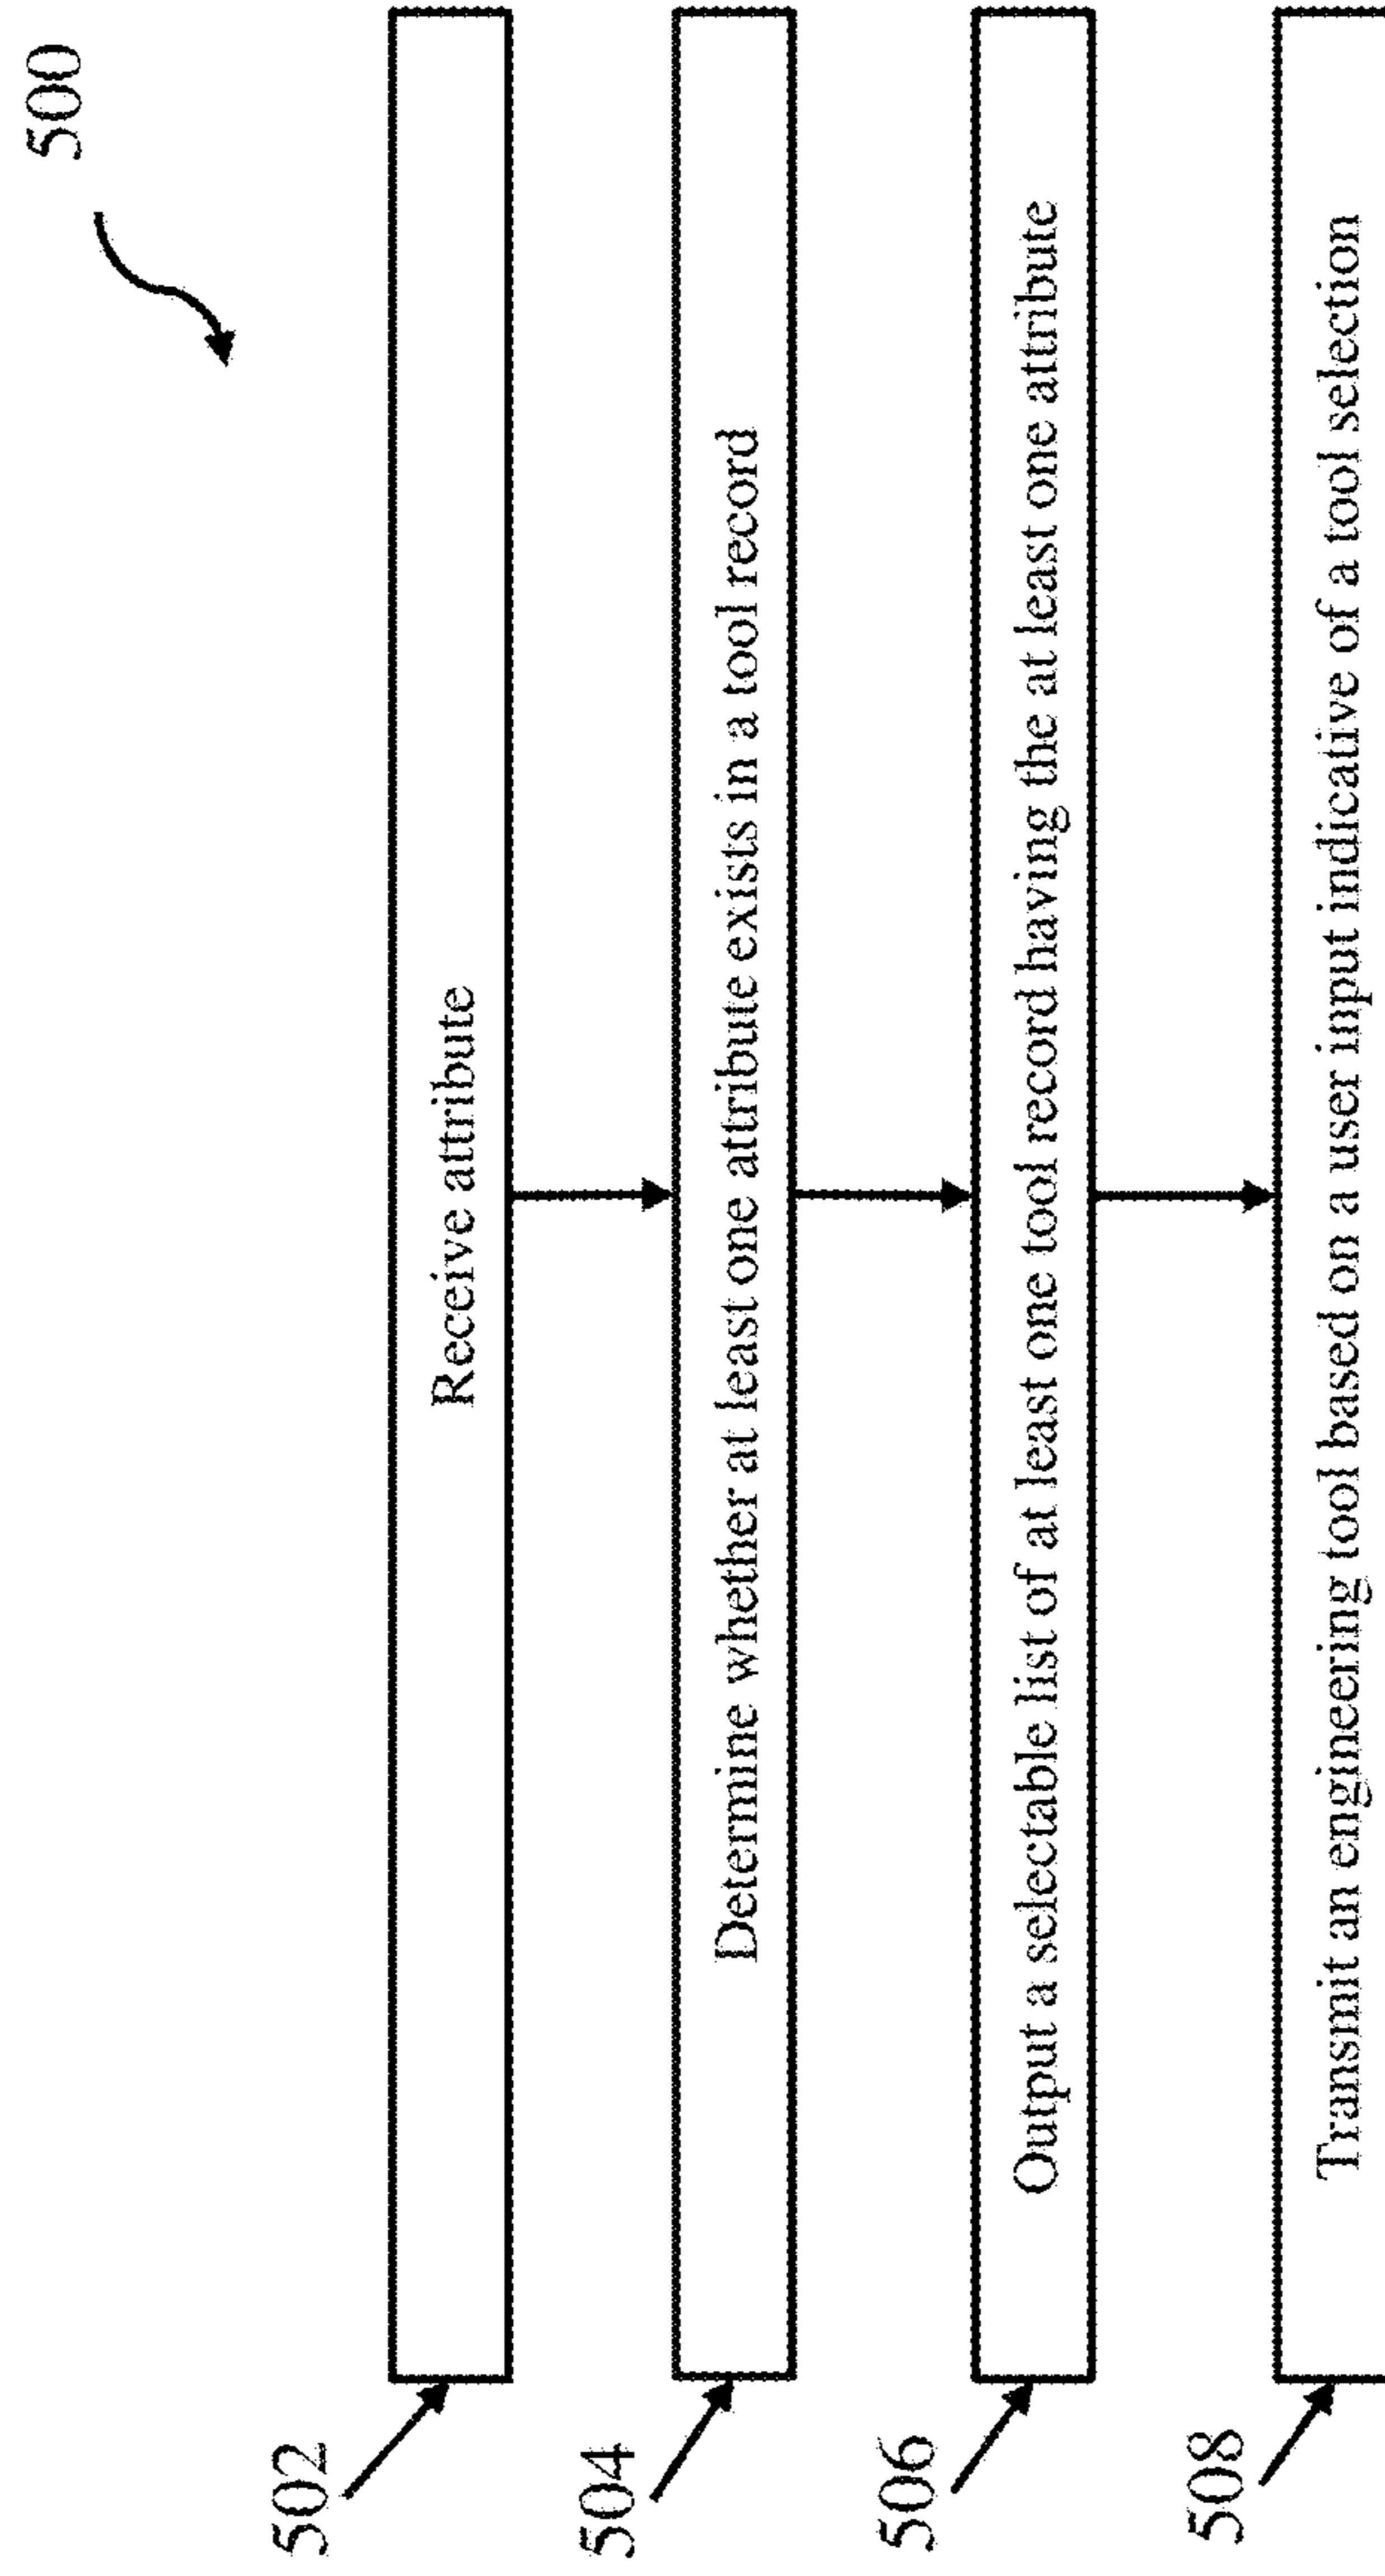 500
502
Receive attribute
504
Determine whether at least one attribute exists in a tool record
506
Output a selectable list of at least one tool record having the at least one attribute
508
Transmit an engineering tool based on a user input indicative of a tool selection